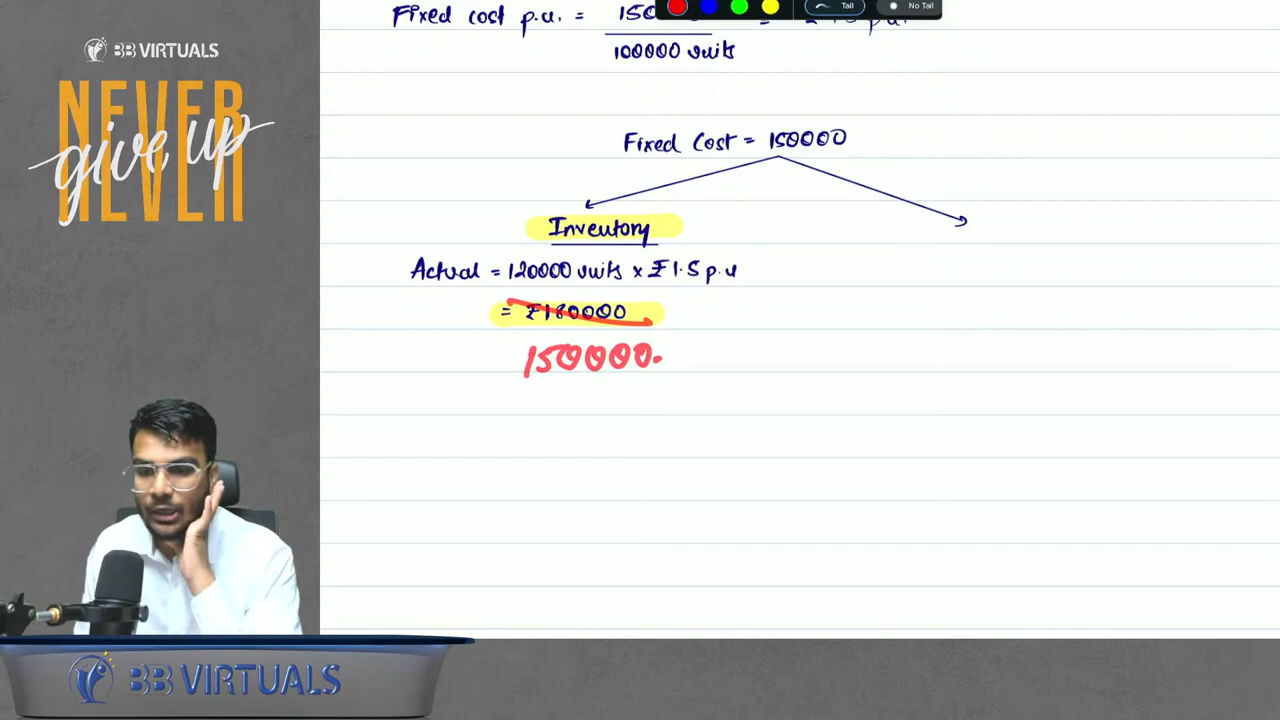 Fixed cost p.u. = 150
100000 units
Tail
No Tail
BB VIRTUALS
NEVER
give up
NEVER
Fixed Cost = 150000
Inventory
Actual = 120000 units x ₹1.5 p.u
= ₹180000
150000.
BB VIRTUALS